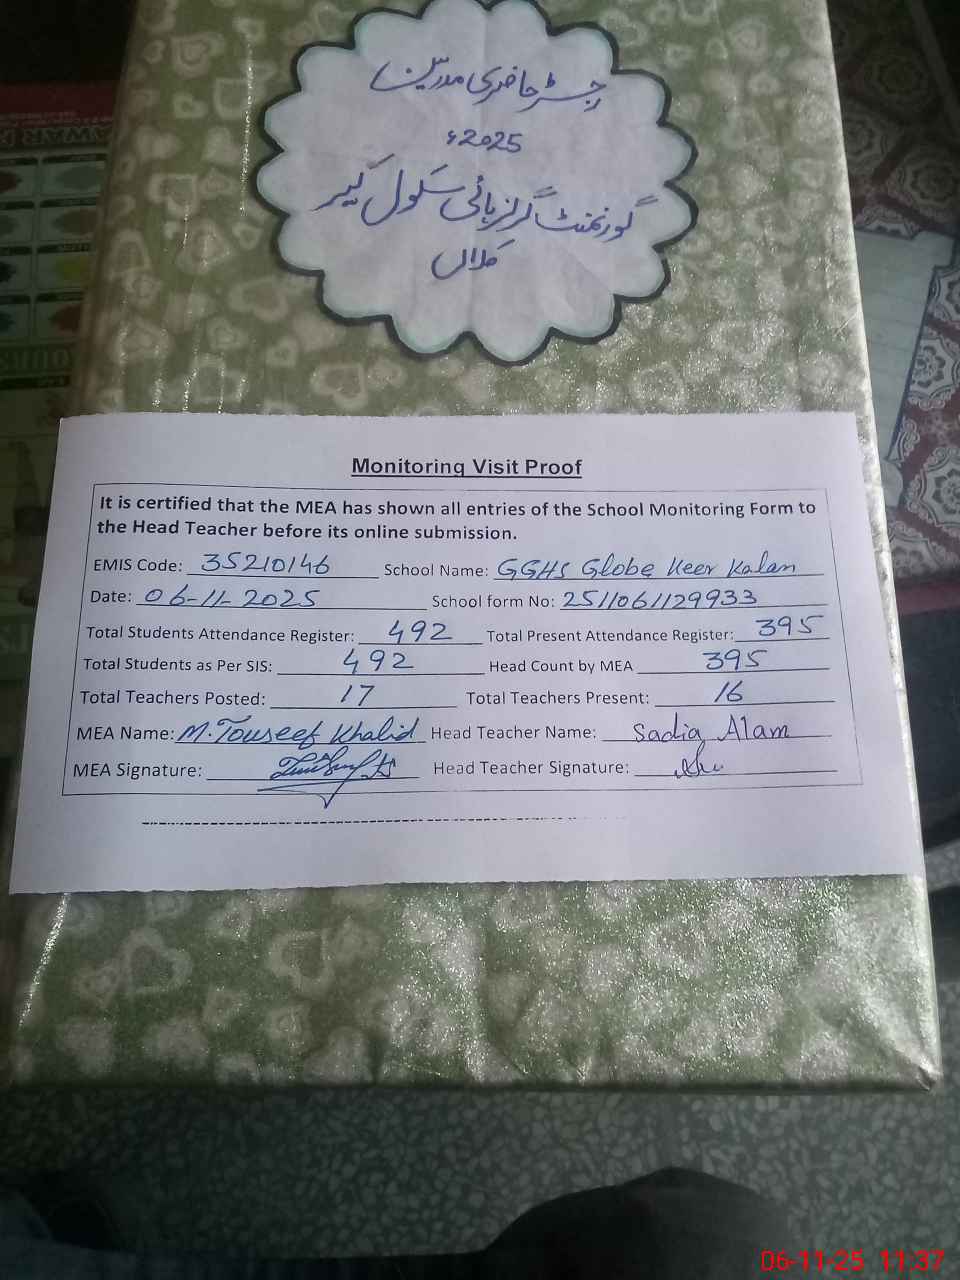 رجسٹر حاضری مدرسین
2025ء
گورنمنٹ گرلز ہائی سکول کیر
کلاں
Monitoring Visit Proof
It is certified that the MEA has shown all entries of the School Monitoring Form to
the Head Teacher before its online submission.
EMIS Code: 35210146 School Name: GGHS Globe Keer Kalan
Date: 06-11-2025 School form No: 2511061129933
Total Students Attendance Register: 492 Total Present Attendance Register: 395
Total Students as Per SIS: 492 Head Count by MEA 395
Total Teachers Posted: 17 Total Teachers Present: 16
MEA Name: M. Touseef Khalid Head Teacher Name: Sadia Alam
MEA Signature: Head Teacher Signature:
06-11-25 11:37